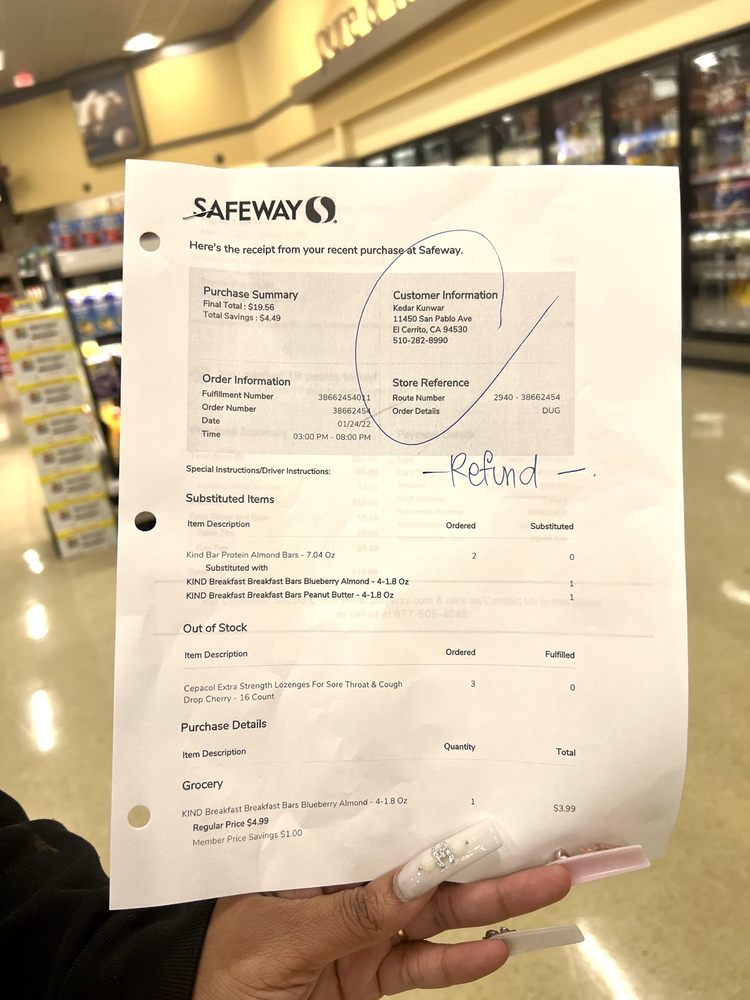 SAFEWAY
Here's the receipt from your recent purchase at Safeway.
Purchase Summary
Final Total : $19.56
Total Savings : $4.49
Customer Information
Kedar Kunwar
11450 San Pablo Ave
El Cerrito, CA 94530
510-282-8990
Order Information
Fulfillment Number 38662454011
Order Number 38662454
Date 01/24/22
Time 03:00 PM - 08:00 PM
Store Reference
Route Number 2940 - 38662454
Order Details DUG
- Refund - .
Special Instructions/Driver Instructions:
Substituted Items
Item Description Ordered Substituted
Kind Bar Protein Almond Bars - 7.04 Oz 2 0
Substituted with
KIND Breakfast Breakfast Bars Blueberry Almond - 4-1.8 Oz 1
KIND Breakfast Breakfast Bars Peanut Butter - 4-1.8 Oz 1
Out of Stock
Item Description Ordered Fulfilled
Cepacol Extra Strength Lozenges For Sore Throat & Cough 3 0
Drop Cherry - 16 Count
Purchase Details
Item Description Quantity Total
Grocery
KIND Breakfast Breakfast Bars Blueberry Almond - 4-1.8 Oz 1 $3.99
Regular Price $4.99
Member Price Savings $1.00